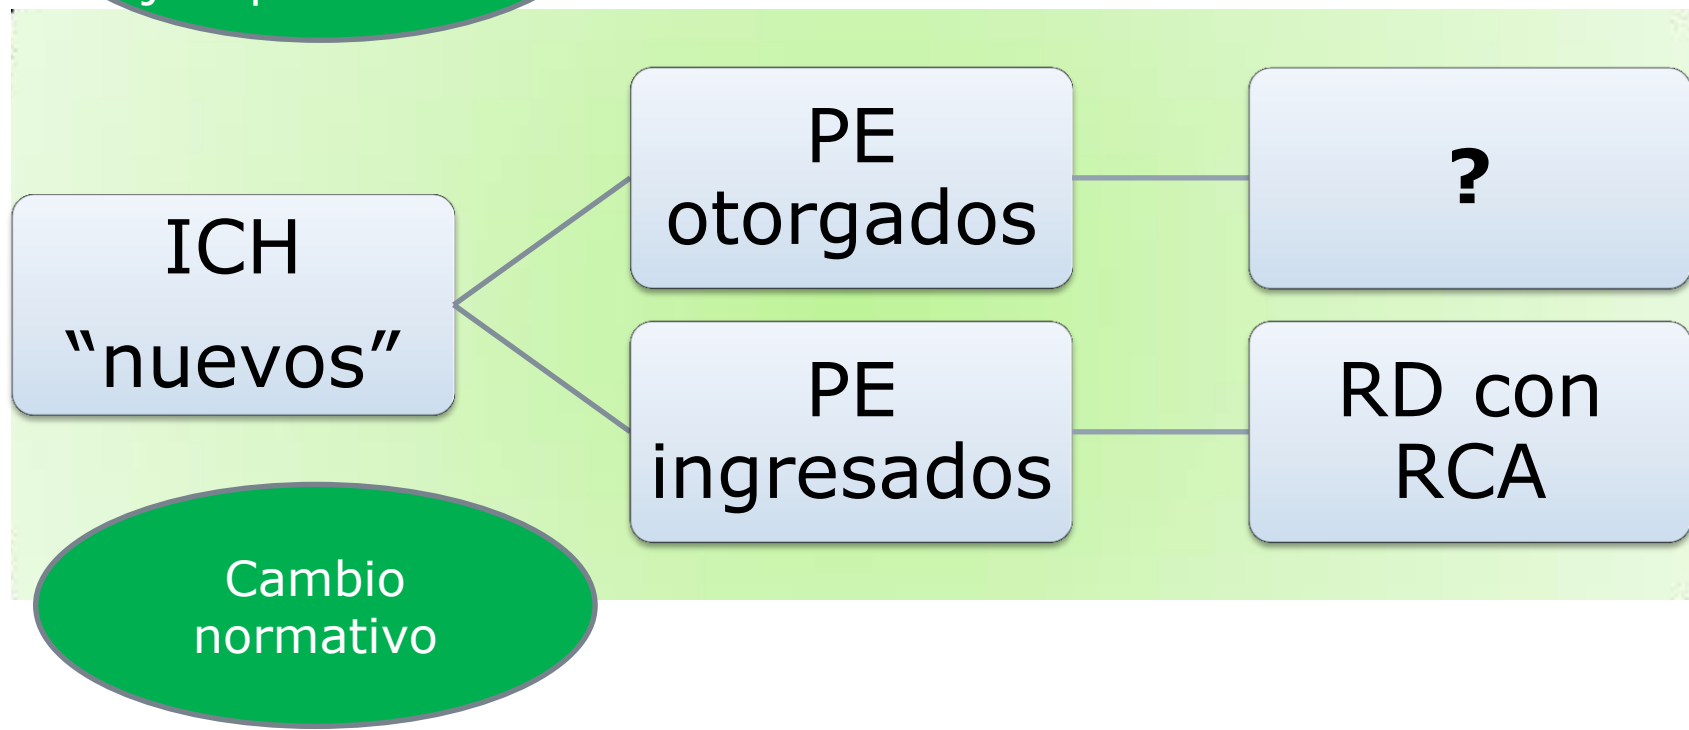 PE
otorgados
?
ICH
“nuevos”
PE
ingresados
RD con
RCA
Cambio
normativo